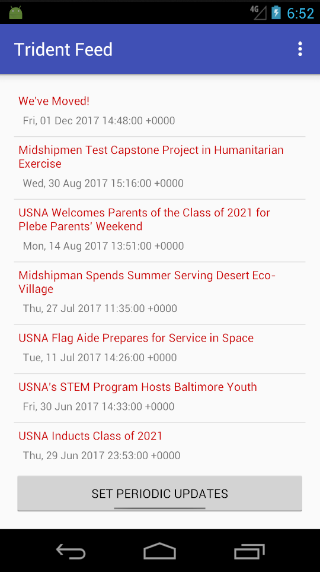 4G
6:52
Trident Feed
We've Moved!
Fri, 01 Dec 2017 14:48:00 +0000
Midshipmen Test Capstone Project in Humanitarian
Exercise
Wed, 30 Aug 2017 15:16:00 +0000
USNA Welcomes Parents of the Class of 2021 for
Plebe Parents' Weekend
Mon, 14 Aug 2017 13:51:00 +0000
Midshipman Spends Summer Serving Desert Eco-
Village
Thu, 27 Jul 2017 11:35:00 +0000
USNA Flag Aide Prepares for Service in Space
Tue, 11 Jul 2017 14:26:00 +0000
USNA's STEM Program Hosts Baltimore Youth
Fri, 30 Jun 2017 14:33:00 +0000
USNA Inducts Class of 2021
Thu, 29 Jun 2017 23:53:00 +0000
SET PERIODIC UPDATES